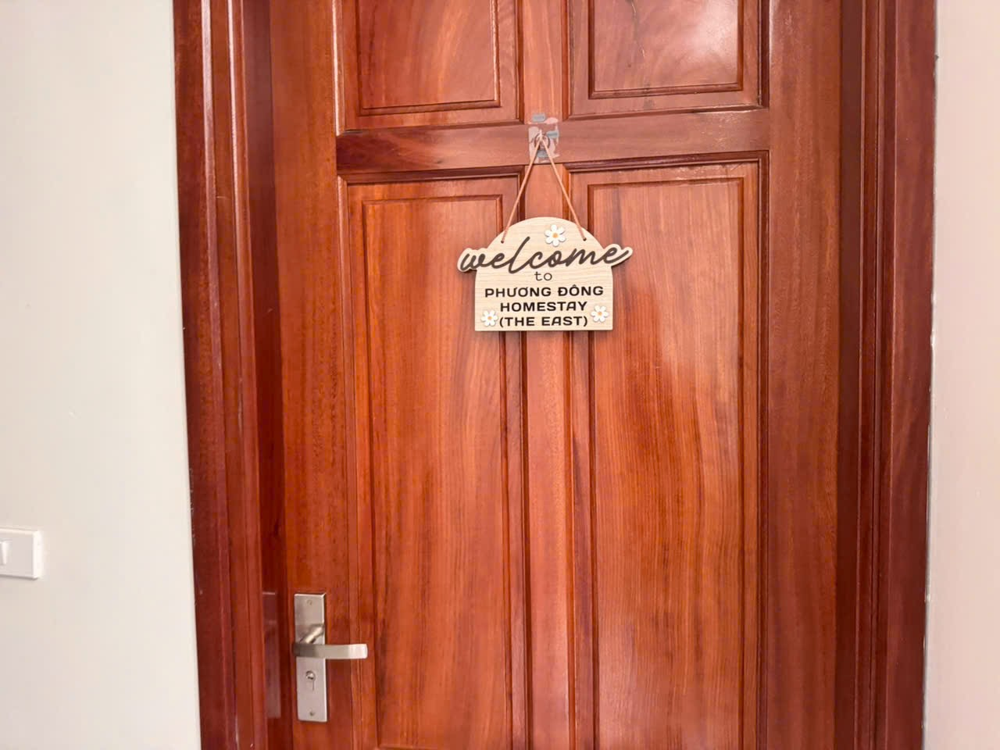 welcome
to
PHƯƠNG ĐÔNG
HOMESTAY
(THE EAST)